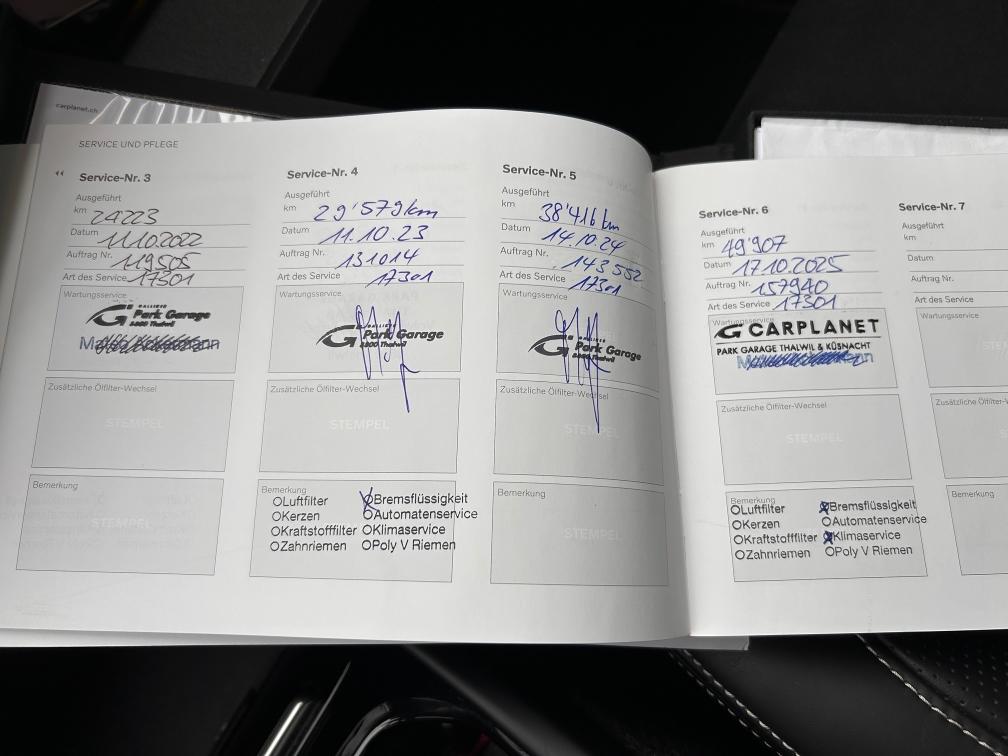 carplanet.ch
SERVICE UND PFLEGE
Service-Nr. 3
Ausgeführt
km 24223
Datum 11.10.2022
Auftrag Nr. 119505
Art des Service 17301
Wartungsservice
Park Garage
8800 Thalwil
Zusätzliche Ölfilter-Wechsel
STEMPEL
Bemerkung
STEMPEL
Service-Nr. 4
Ausgeführt
km 29'579km
Datum 11.10.23
Auftrag Nr. 131014
Art des Service 17301
Wartungsservice
Park Garage
8800 Thalwil
Zusätzliche Ölfilter-Wechsel
STEMPEL
Bemerkung
Luftfilter Bremsflüssigkeit
Kerzen Automatenservice
Kraftstofffilter Klimaservice
Zahnriemen Poly V Riemen
Service-Nr. 5
Ausgeführt
km 38'416 km
Datum 14.10.24
Auftrag Nr. 143552
Art des Service 17301
Wartungsservice
Park Garage
8800 Thalwil
Zusätzliche Ölfilter-Wechsel
STEMPEL
Bemerkung
STEMPEL
Service-Nr. 6
Ausgeführt
km 49'907
Datum 17.10.2025
Auftrag Nr. 157940
Art des Service 17301
Wartungsservice
CARPLANET
PARK GARAGE THALWIL & KÜSNACHT
Zusätzliche Ölfilter-Wechsel
STEMPEL
Bemerkung
Luftfilter Bremsflüssigkeit
Kerzen Automatenservice
Kraftstofffilter Klimaservice
Zahnriemen Poly V Riemen
Service-Nr. 7
Ausgeführt
km
Datum
Auftrag Nr.
Art des Service
Wartungsservice
Zusätzliche Ölfilter-W
Bemerkung